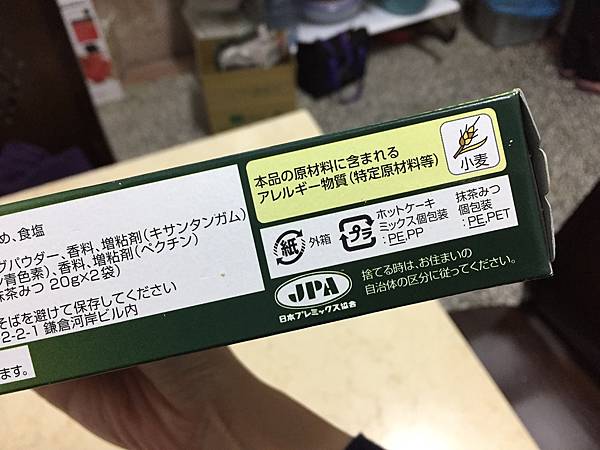 め、食塩
グパウダー、香料、増粘剤(キサンタンガム)
青色素)、香料、増粘剤(ペクチン)
抹茶みつ 20g×2袋)
そばを避けて保存してください
2-2-1 鎌倉河岸ビル内
ます。
本品の原材料に含まれる
アレルギー物質(特定原材料等)
小麦
紙
外箱
プラ
ホットケーキ
ミックス個包装
:PE,PP
抹茶みつ
個包装
:PE,PET
JPA
日本プレミックス協会
捨てる時は、お住まいの
自治体の区分に従ってください。